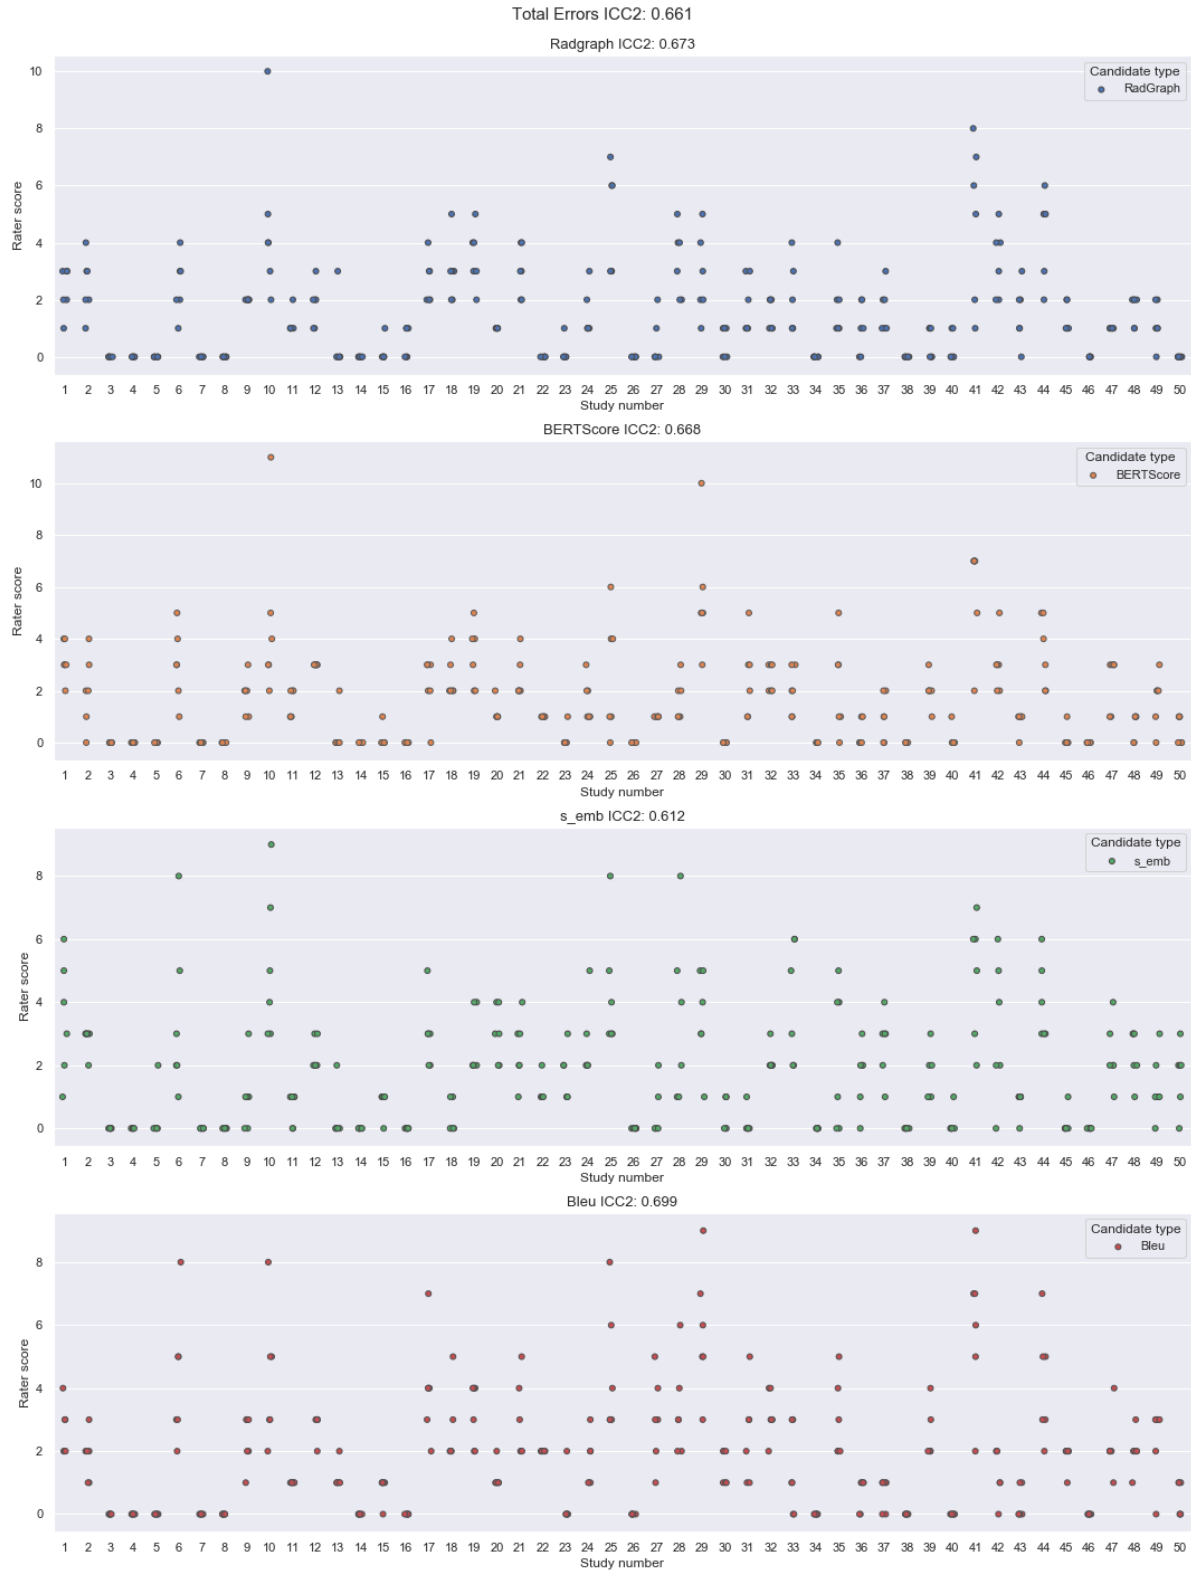 Total Errors ICC2: 0.661
Radgraph ICC2: 0.673
Candidate type
RadGraph
Rater score
10
8
6
4
2
0
1 2 3 4 5 6 7 8 9 10 11 12 13 14 15 16 17 18 19 20 21 22 23 24 25 26 27 28 29 30 31 32 33 34 35 36 37 38 39 40 41 42 43 44 45 46 47 48 49 50
Study number
BERTScore ICC2: 0.668
Candidate type
BERTScore
Rater score
10
8
6
4
2
0
1 2 3 4 5 6 7 8 9 10 11 12 13 14 15 16 17 18 19 20 21 22 23 24 25 26 27 28 29 30 31 32 33 34 35 36 37 38 39 40 41 42 43 44 45 46 47 48 49 50
Study number
s_emb ICC2: 0.612
Candidate type
s_emb
Rater score
8
6
4
2
0
1 2 3 4 5 6 7 8 9 10 11 12 13 14 15 16 17 18 19 20 21 22 23 24 25 26 27 28 29 30 31 32 33 34 35 36 37 38 39 40 41 42 43 44 45 46 47 48 49 50
Study number
Bleu ICC2: 0.699
Candidate type
Bleu
Rater score
8
6
4
2
0
1 2 3 4 5 6 7 8 9 10 11 12 13 14 15 16 17 18 19 20 21 22 23 24 25 26 27 28 29 30 31 32 33 34 35 36 37 38 39 40 41 42 43 44 45 46 47 48 49 50
Study number